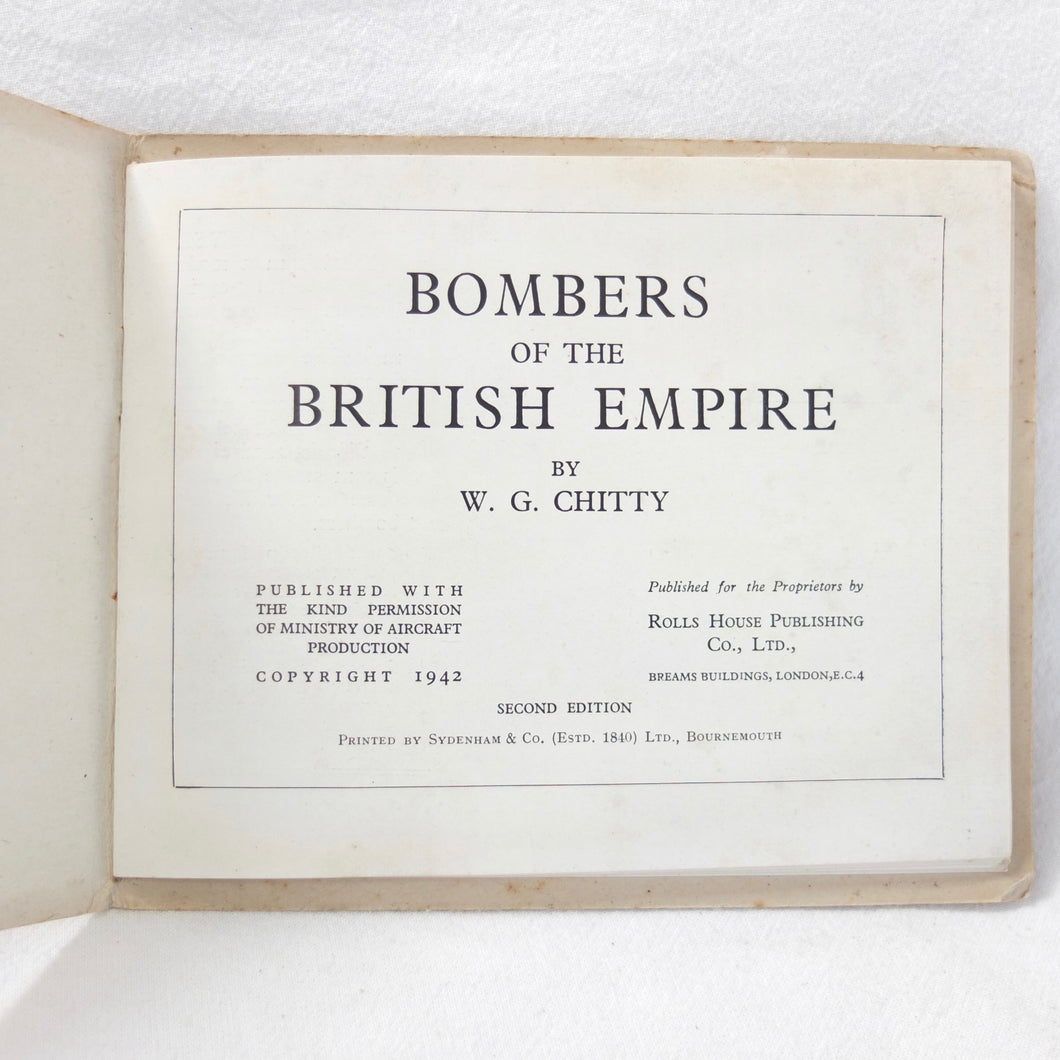 BOMBERS
OF THE
BRITISH EMPIRE
BY
W. G. CHITTY
PUBLISHED WITH
THE KIND PERMISSION
OF MINISTRY OF AIRCRAFT
PRODUCTION
COPYRIGHT 1942
Published for the Proprietors by
ROLLS HOUSE PUBLISHING
CO., LTD.,
BREAMS BUILDINGS, LONDON,E.C.4
SECOND EDITION
PRINTED BY SYDENHAM & CO. (ESTD. 1840) LTD., BOURNEMOUTH